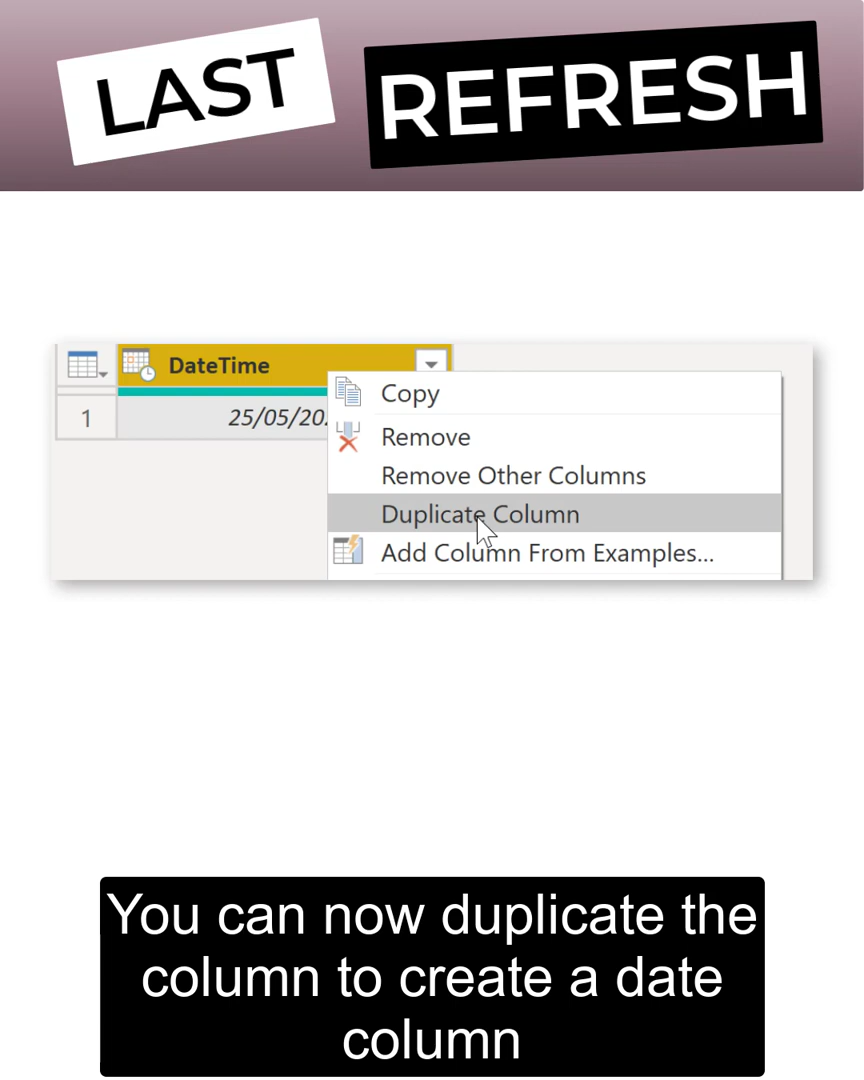 LAST REFRESH
DateTime
Copy
1
Remove
Remove Other Columns
Duplicate Column
Add Column From Examples...
You can now duplicate the
column to create a date
column